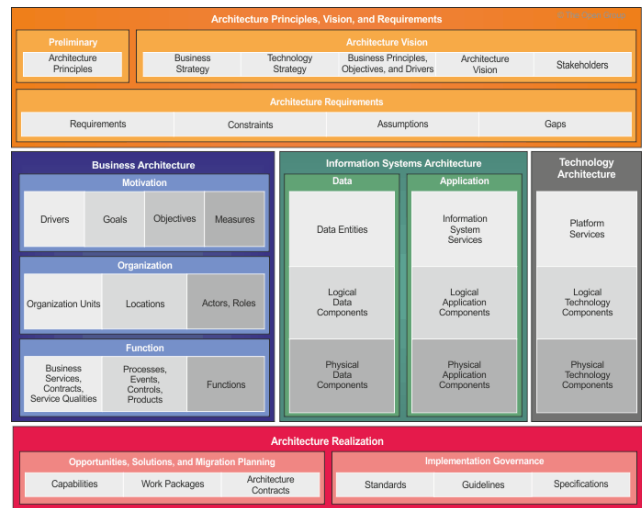 Architecture Principles, Vision, and Requirements
Preliminary
Architecture
Principles
Architecture Vision
Business
Strategy
Technology
Strategy
Business Principles,
Objectives, and Drivers
Architecture
Vision
Stakeholders
Architecture Requirements
Requirements
Constraints
Assumptions
Gaps
Business Architecture
Motivation
Drivers
Goals
Objectives
Measures
Organization
Organization Units
Locations
Actors, Roles
Function
Business
Services,
Contracts,
Service Qualities
Processes,
Events,
Controls,
Products
Functions
Information Systems Architecture
Data
Data Entities
Logical
Data
Components
Physical
Data
Components
Application
Information
System
Services
Logical
Application
Components
Physical
Application
Components
Technology
Architecture
Platform
Services
Logical
Technology
Components
Physical
Technology
Components
Architecture Realization
Opportunities, Solutions, and Migration Planning
Capabilities
Work Packages
Architecture
Contracts
Implementation Governance
Standards
Guidelines
Specifications